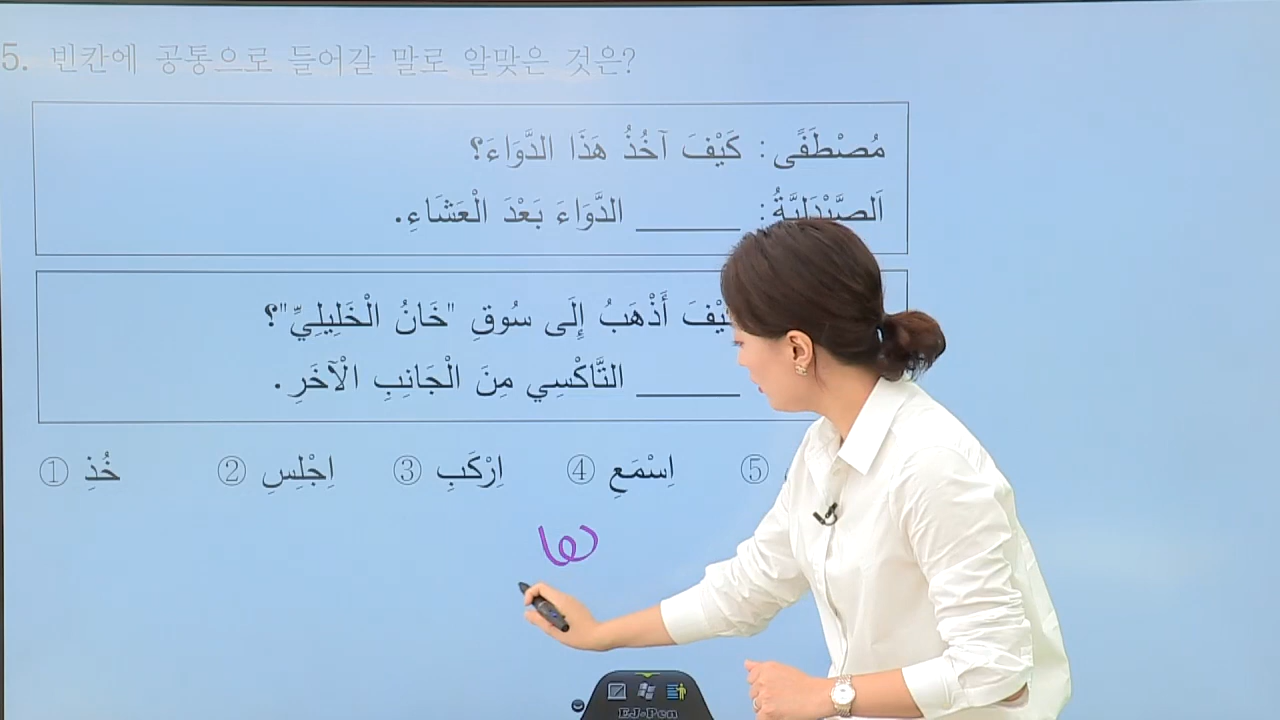 5. 빈칸에 공통으로 들어갈 말로 알맞은 것은?
مُصْطَفًى : كَيْفَ آخُذُ هَذَا الدَّوَاءَ؟
اَلصَّيْدَلِيَّةُ : ______ الدَّوَاءَ بَعْدَ الْعَشَاءِ.
أَذْهَبُ إِلَى سُوقِ "خَانُ الْخَلِيلِيِّ"؟
______ التَّاكْسِي مِنَ الْجَانِبِ الْآخَرِ.
① خُذِ ② اِجْلِسِ ③ اِرْكَبِ ④ اِسْمَعِ ⑤
EJ-Pen